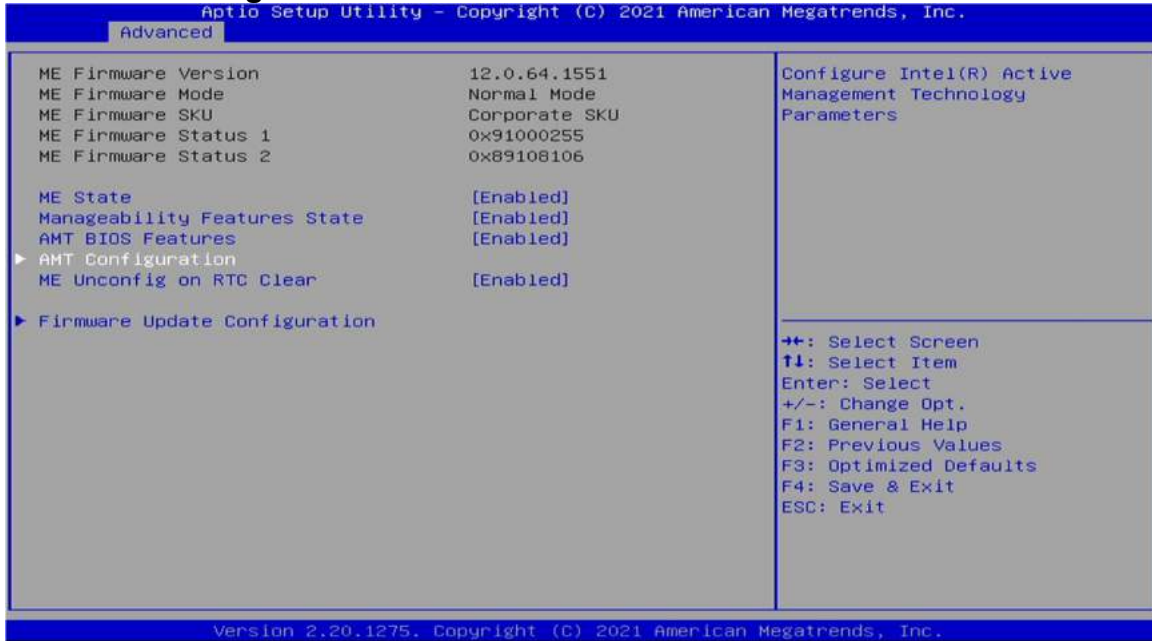 Aptio Setup Utility – Copyright (C) 2021 American Megatrends, Inc.
Advanced
ME Firmware Version 12.0.64.1551
ME Firmware Mode Normal Mode
ME Firmware SKU Corporate SKU
ME Firmware Status 1 0x91000255
ME Firmware Status 2 0x89108106
ME State [Enabled]
Manageability Features State [Enabled]
AMT BIOS Features [Enabled]
► AMT Configuration
ME Unconfig on RTC Clear [Enabled]
► Firmware Update Configuration
Configure Intel(R) Active
Management Technology
Parameters
→←: Select Screen
↑↓: Select Item
Enter: Select
+/-: Change Opt.
F1: General Help
F2: Previous Values
F3: Optimized Defaults
F4: Save & Exit
ESC: Exit
Version 2.20.1275. Copyright (C) 2021 American Megatrends, Inc.